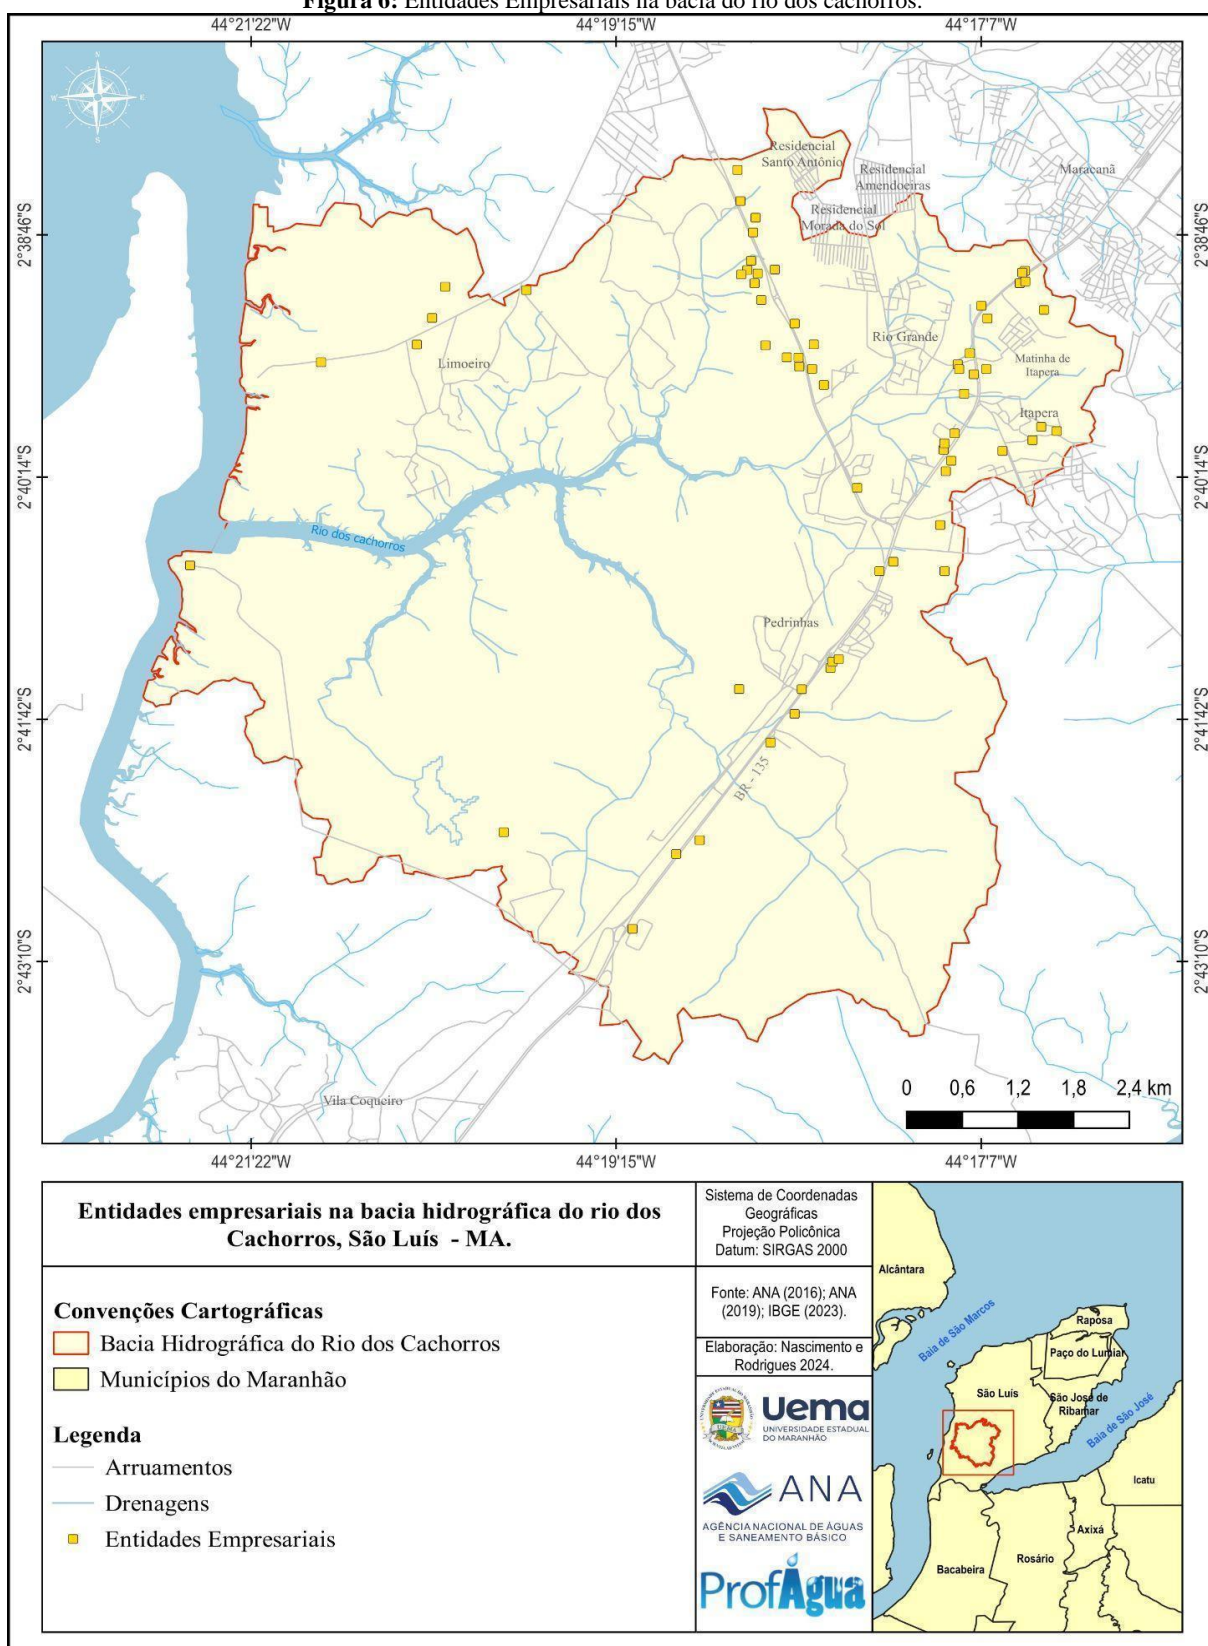 Figura 6: Entidades Empresariais na bacia do rio dos cachorros.
44°21'22"W
44°19'15"W
44°17'7"W
N
W
E
S
Residencial
Santo Antônio
Residencial
Amendoeiras
Maracanã
Residencial
Morada do Sol
2°38'46"S
2°38'46"S
Rio Grande
Limoeiro
Matinha de
Itapera
Itapera
2°40'14"S
2°40'14"S
Rio dos cachorros
Pedrinhas
2°41'42"S
2°41'42"S
BR - 135
2°43'10"S
2°43'10"S
0 0,6 1,2 1,8 2,4 km
Vila Coqueiro
44°21'22"W
44°19'15"W
44°17'7"W
Entidades empresariais na bacia hidrográfica do rio dos
Cachorros, São Luís - MA.
Convenções Cartográficas
Bacia Hidrográfica do Rio dos Cachorros
Municípios do Maranhão
Legenda
Arruamentos
Drenagens
Entidades Empresariais
Sistema de Coordenadas
Geográficas
Projeção Policônica
Datum: SIRGAS 2000
Fonte: ANA (2016); ANA
(2019); IBGE (2023).
Elaboração: Nascimento e
Rodrigues 2024.
UEMA
Uema
UNIVERSIDADE ESTADUAL
DO MARANHÃO
ANA
AGÊNCIA NACIONAL DE ÁGUAS
E SANEAMENTO BÁSICO
ProfÁgua
Alcântara
Baia de São Marcos
Raposa
Paço do Lumiar
São Luís
São José de
Ribamar
Baia de São José
Icatu
Axixá
Rosário
Bacabeira